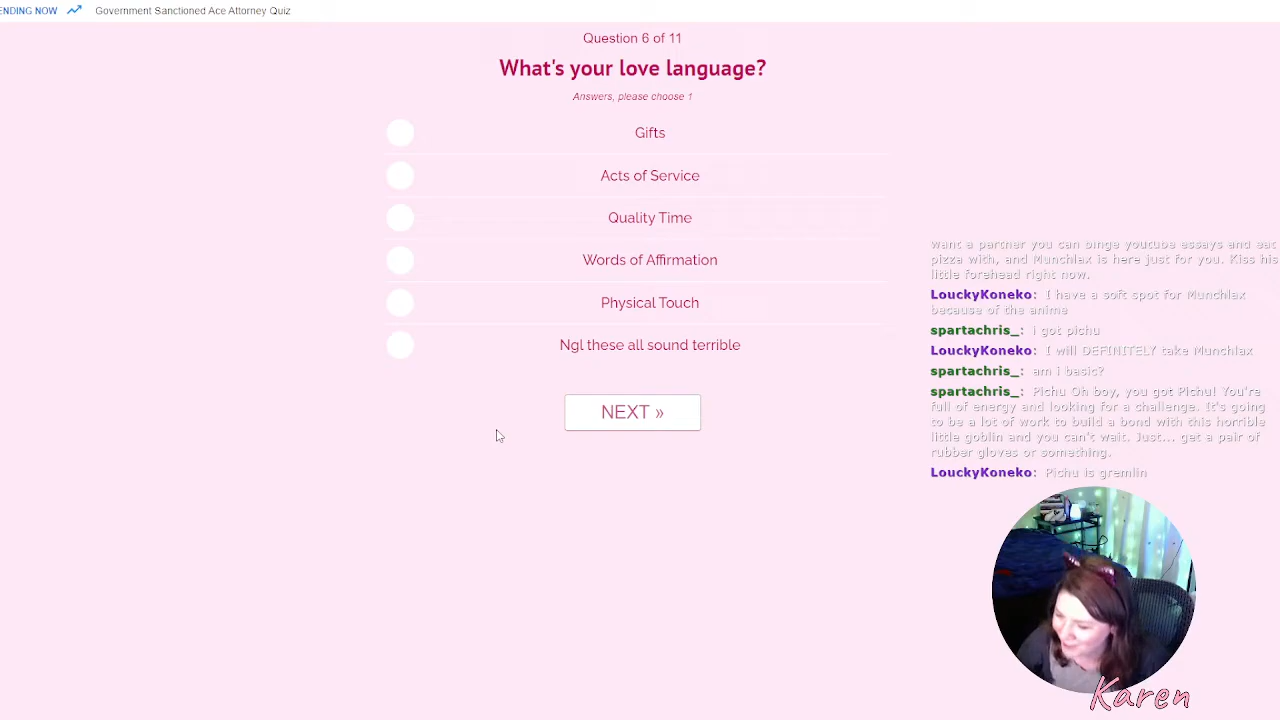 ENDING NOW
Government Sanctioned Ace Attorney Quiz
Question 6 of 11
What's your love language?
Answers, please choose 1
Gifts
Acts of Service
Quality Time
Words of Affirmation
Physical Touch
Ngl these all sound terrible
NEXT »
want a partner you can binge youtube essays and eat
pizza with, and Munchlax is here just for you. Kiss his
little forehead right now.
LouckyKoneko: I have a soft spot for Munchlax
because of the anime
spartachris_: i got pichu
LouckyKoneko: I will DEFINITELY take Munchlax
spartachris_: am i basic?
spartachris_: Pichu Oh boy, you got Pichu! You're
full of energy and looking for a challenge. It's going
to be a lot of work to build a bond with this horrible
little goblin and you can't wait. Just... get a pair of
rubber gloves or something.
LouckyKoneko: Pichu is gremlin
Karen